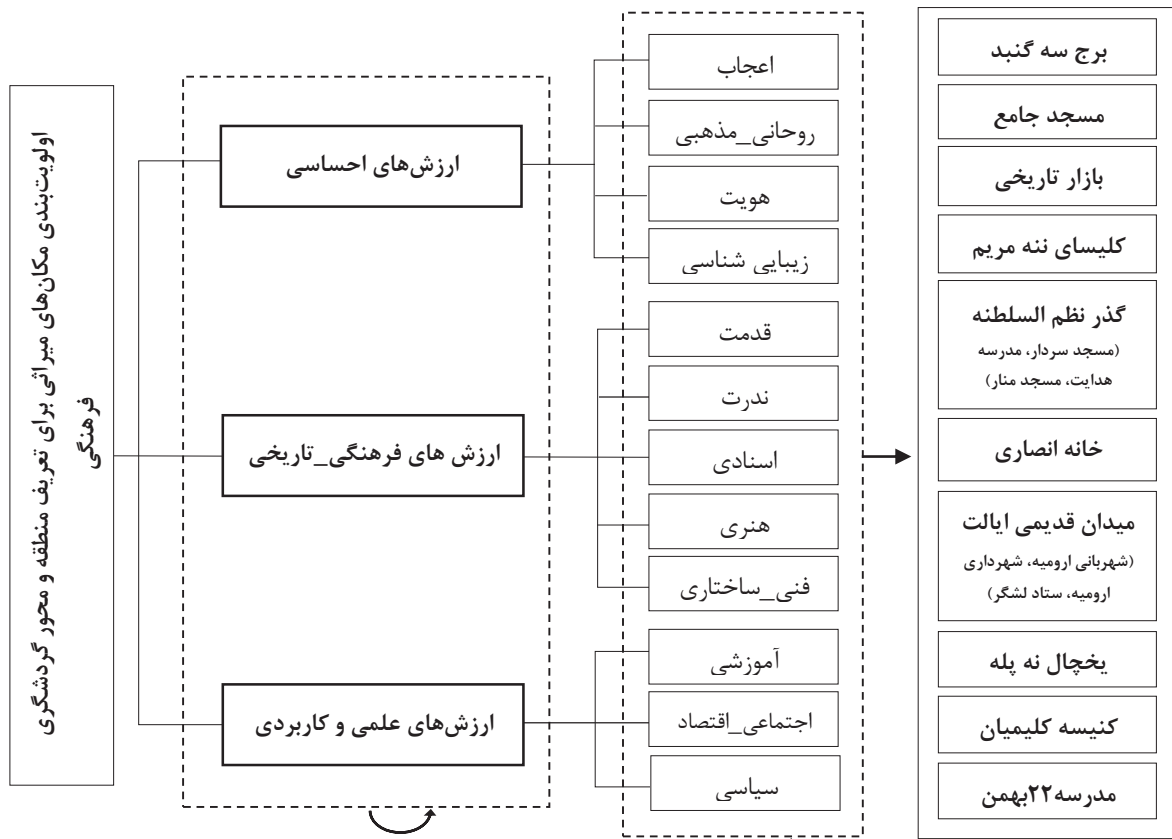 اولویت‌بندی مکان‌های میراثی برای تعریف منطقه و محور گردشگری
فرهنگی
ارزش‌های احساسی
ارزش های فرهنگی_تاریخی
ارزش‌های علمی و کاربردی
اعجاب
روحانی_مذهبی
هویت
زیبایی شناسی
قدمت
ندرت
اسنادی
هنری
فنی_ساختاری
آموزشی
اجتماعی_اقتصاد
سیاسی
برج سه گنبد
مسجد جامع
بازار تاریخی
کلیسای ننه مریم
گذر نظم السلطنه
(مسجد سردار، مدرسه
هدایت، مسجد منار)
خانه انصاری
میدان قدیمی ایالت
(شهربانی ارومیه، شهرداری
ارومیه، ستاد لشگر)
یخچال نه پله
کنیسه کلیمیان
مدرسه۲۲بهمن